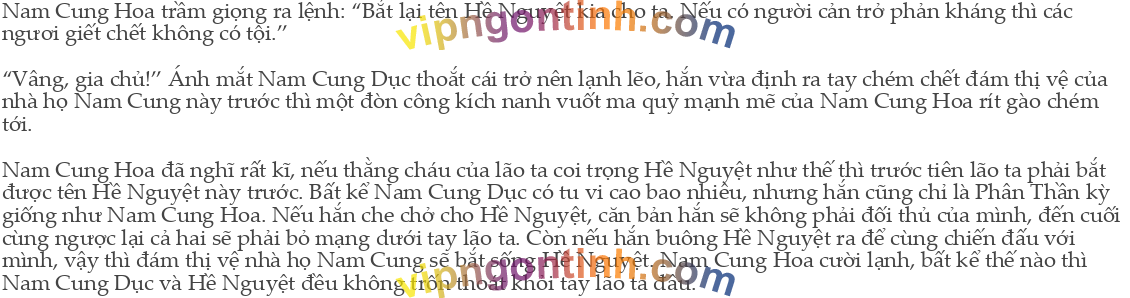 Nam Cung Hoa trầm giọng ra lệnh: “Bắt lại tên Hề Nguyệt kia cho ta. Nếu có người cản trở phản kháng thì các
ngươi giết chết không có tội.”
vipngontinh.com
“Vâng, gia chủ!” Ánh mắt Nam Cung Dục thoắt cái trở nên lạnh lẽo, hắn vừa định ra tay chém chết đám thị vệ của
nhà họ Nam Cung này trước thì một đòn công kích nanh vuốt ma quỷ mạnh mẽ của Nam Cung Hoa rít gào chém
tới.
Nam Cung Hoa đã nghĩ rất kĩ, nếu thằng cháu của lão ta coi trọng Hề Nguyệt như thế thì trước tiên lão ta phải bắt
được tên Hề Nguyệt này trước. Bất kể Nam Cung Dục có tu vi cao bao nhiêu, nhưng hắn cũng chỉ là Phân Thần kỳ
giống như Nam Cung Hoa. Nếu hắn che chở cho Hề Nguyệt, căn bản hắn sẽ không phải đối thủ của mình, đến cuối
cùng ngược lại cả hai sẽ phải bỏ mạng dưới tay lão ta. Còn nếu hắn buông Hề Nguyệt ra để cùng chiến đấu với
mình, vậy thì đám thị vệ nhà họ Nam Cung sẽ bắt sống Hề Nguyệt. Nam Cung Hoa cười lạnh, bất kể thế nào thì
Nam Cung Dục và Hề Nguyệt đều không trốn thoát khỏi tay lão ta đâu.
vipngontinh.com